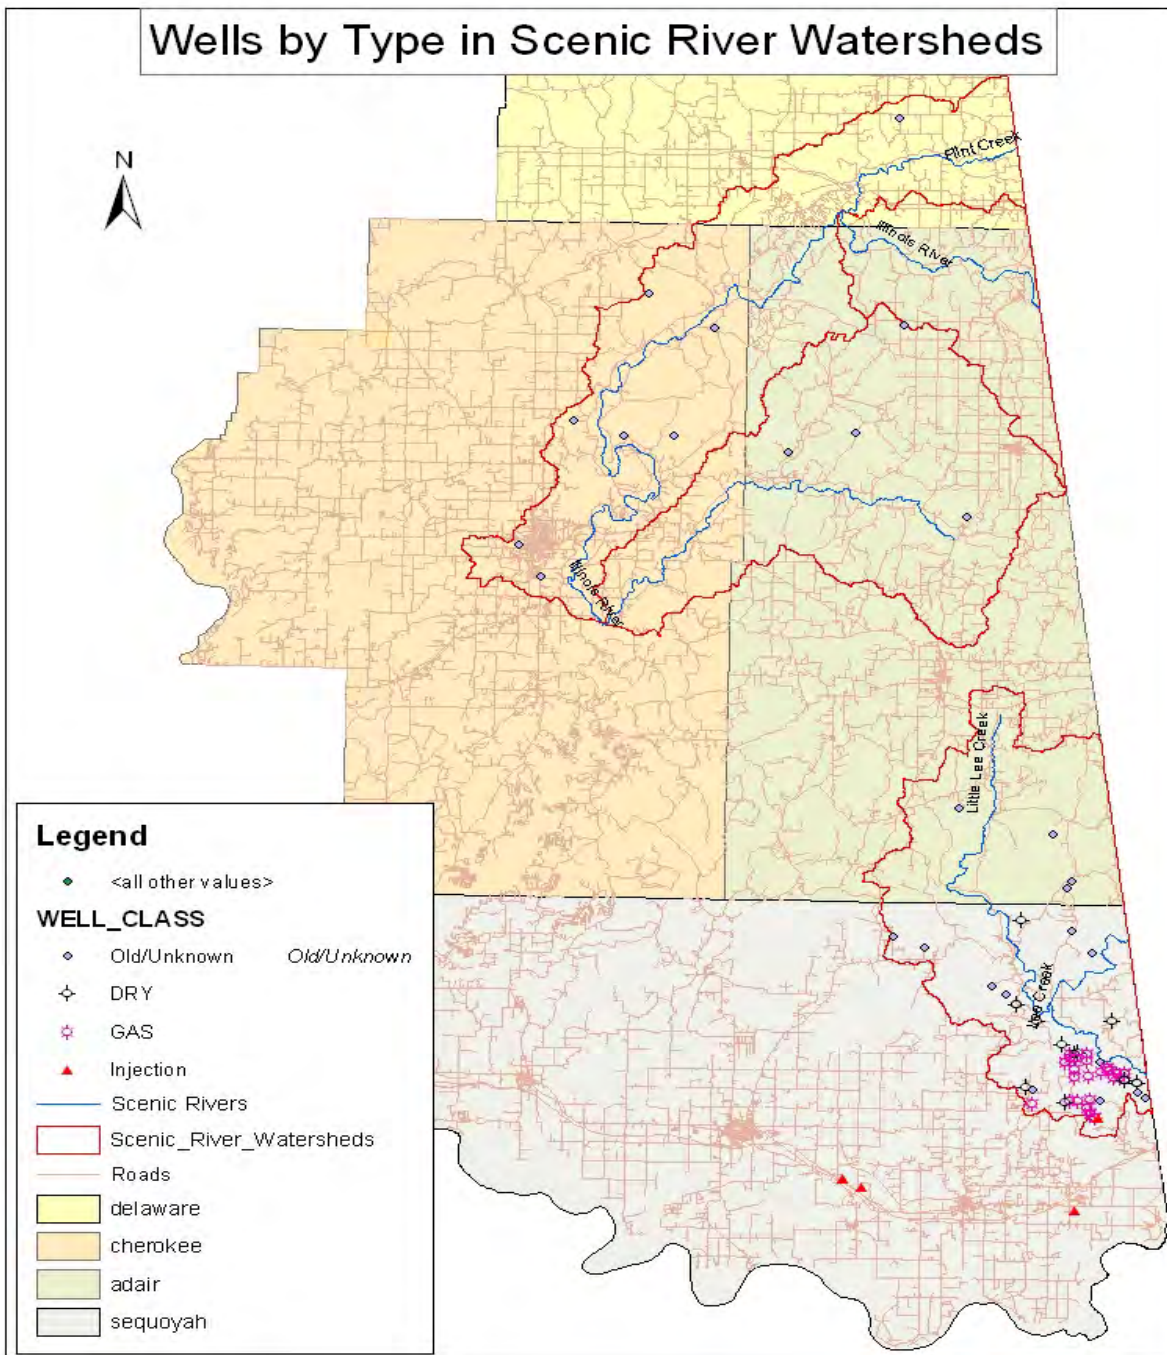 Wells by Type in Scenic River Watersheds
N
Flint Creek
Illinois River
Illinois River
Little Lee Creek
Lee Creek
Legend
<all other values>
WELL_CLASS
Old/Unknown Old/Unknown
DRY
GAS
Injection
Scenic Rivers
Scenic_River_Watersheds
Roads
delaware
cherokee
adair
sequoyah